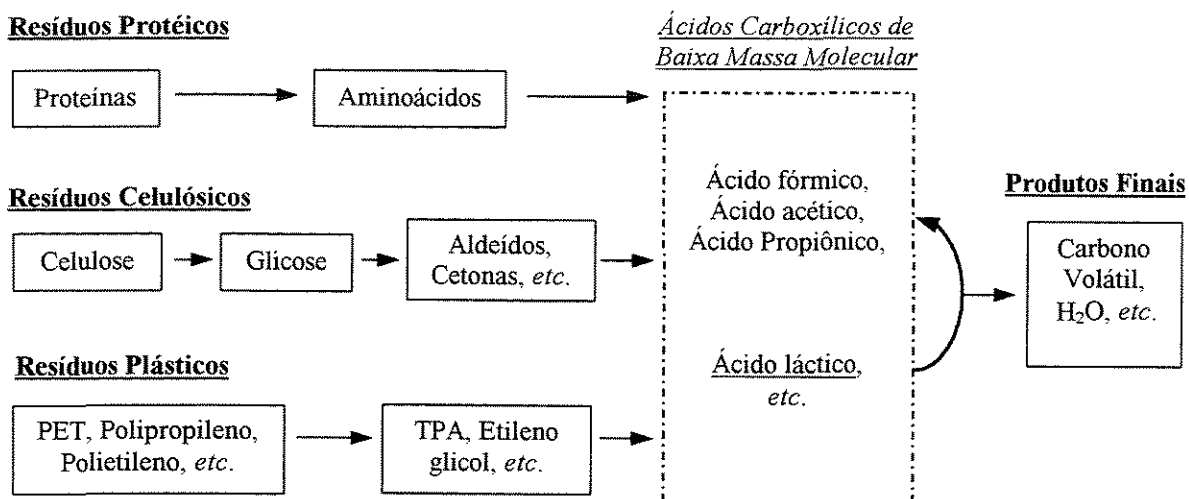 Resíduos Protéicos
Proteínas
Aminoácidos
Ácidos Carboxílicos de
Baixa Massa Molecular
Resíduos Celulósicos
Celulose
Glicose
Aldeídos,
Cetonas, etc.
Ácido fórmico,
Ácido acético,
Ácido Propiônico,
Ácido láctico,
etc.
Produtos Finais
Carbono
Volátil,
H₂O, etc.
Resíduos Plásticos
PET, Polipropileno,
Polietileno, etc.
TPA, Etileno
glicol, etc.